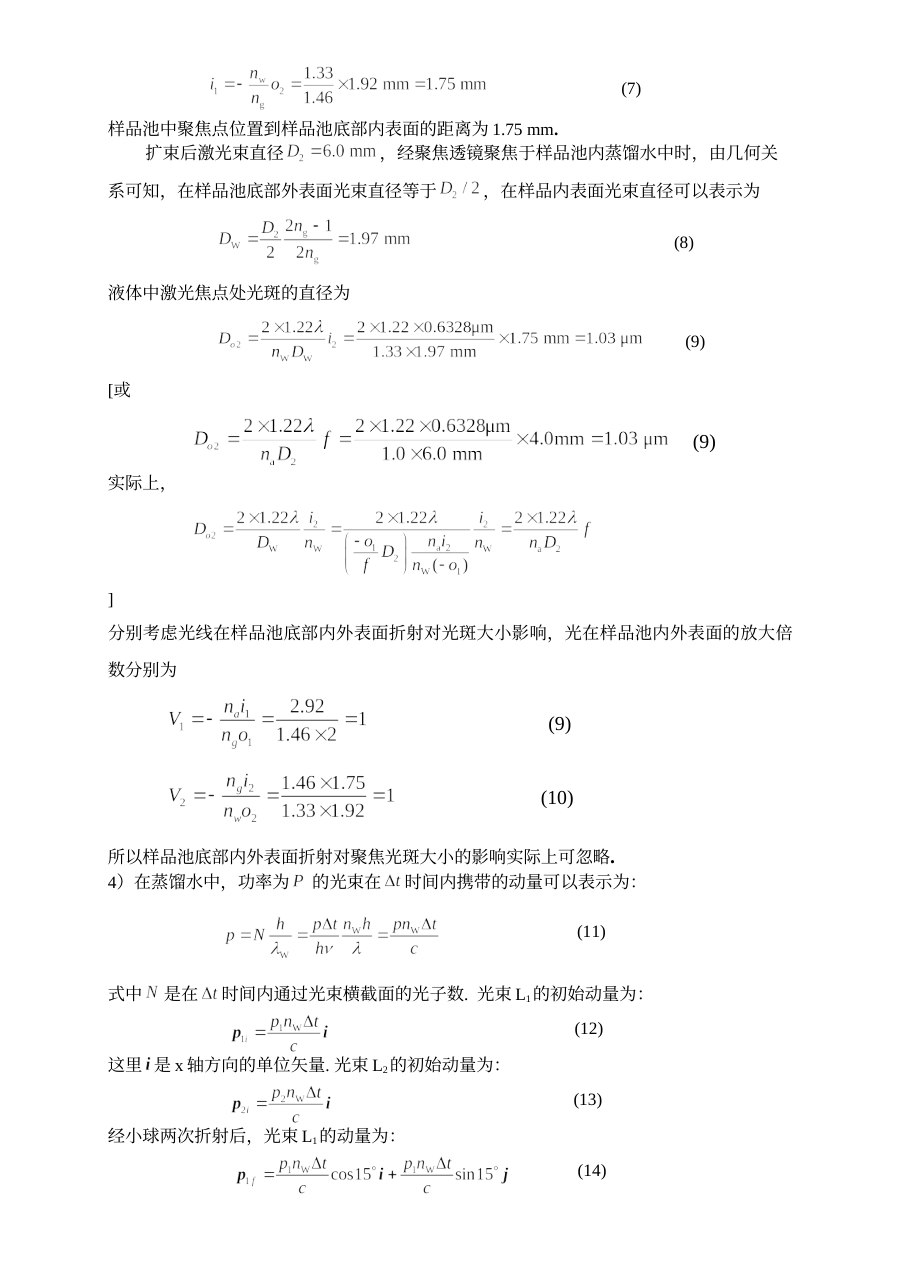 i₁ = - n_w/n_g o₂ = 1.33/1.46 × 1.92 mm = 1.75 mm (7)
样品池中聚焦点位置到样品池底部内表面的距离为 1.75 mm.
扩束后激光束直径 D₂ = 6.0 mm ，经聚焦透镜聚焦于样品池内蒸馏水中时，由几何关
系可知，在样品池底部外表面光束直径等于 D₂ / 2 ，在样品内表面光束直径可以表示为
D_W = D₂/2 (2n_g - 1)/(2n_g) = 1.97 mm (8)
液体中激光焦点处光斑的直径为
D_o2 = (2×1.22λ)/(n_W D_W) i₂ = (2×1.22×0.6328μm)/(1.33×1.97 mm) × 1.75 mm = 1.03 μm (9)
[或
D_o2 = (2×1.22λ)/(n_a D₂) f = (2×1.22×0.6328μm)/(1.0×6.0 mm) × 4.0mm = 1.03 μm (9)
实际上，
D_o2 = (2×1.22λ)/D_W i₂/n_W = (2×1.22λ)/((-o₁/f D₂) n_a i₂/(n_W(-o₁))) i₂/n_W = (2×1.22λ)/(n_a D₂) f
]
分别考虑光线在样品池底部内外表面折射对光斑大小影响，光在样品池内外表面的放大倍
数分别为
V₁ = - (n_a i₁)/(n_g o₁) = 2.92/(1.46×2) = 1 (9)
V₂ = - (n_g i₂)/(n_w o₂) = (1.46×1.75)/(1.33×1.92) = 1 (10)
所以样品池底部内外表面折射对聚焦光斑大小的影响实际上可忽略.
4）在蒸馏水中，功率为 P 的光束在 Δt 时间内携带的动量可以表示为：
p = N h/λ_W = pΔt/hν n_W h/λ = p n_W Δt/c (11)
式中 N 是在 Δt 时间内通过光束横截面的光子数. 光束 L₁的初始动量为：
p_1i = p₁n_WΔt/c i (12)
这里 i 是 x 轴方向的单位矢量. 光束 L₂的初始动量为：
p_2i = p₂n_WΔt/c i (13)
经小球两次折射后，光束 L₁的动量为：
p_1f = p₁n_WΔt/c cos15° i + p₁n_WΔt/c sin15° j (14)